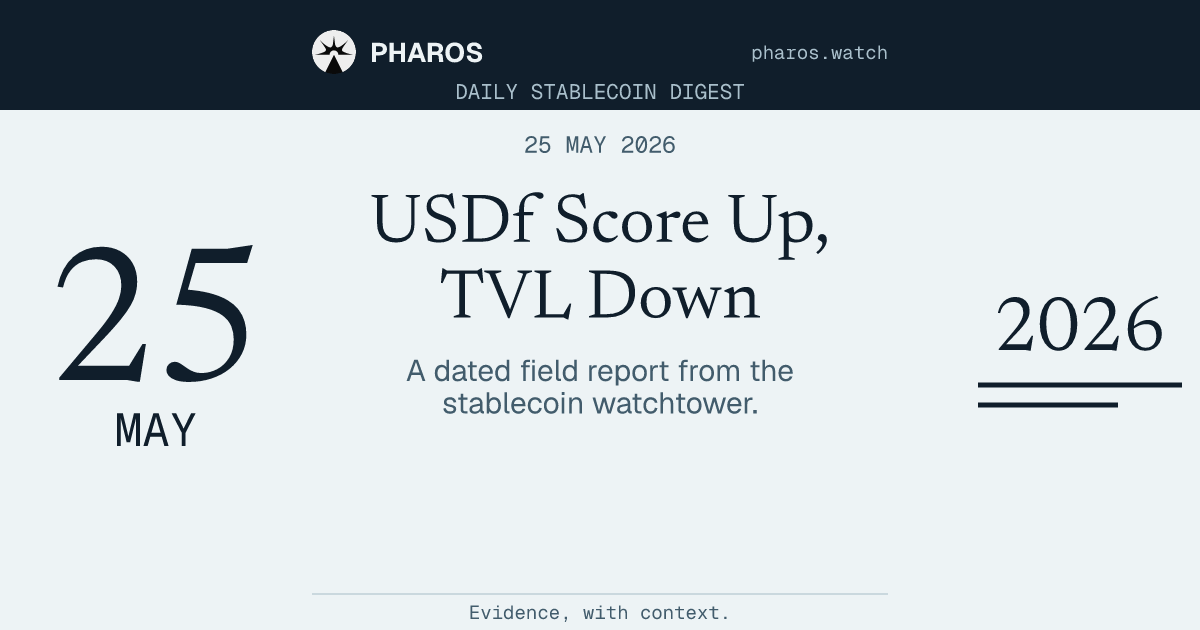 PHAROS
pharos.watch
DAILY STABLECOIN DIGEST
25 MAY 2026
USDf Score Up,
TVL Down
A dated field report from the
stablecoin watchtower.
25
MAY
2026
Evidence, with context.